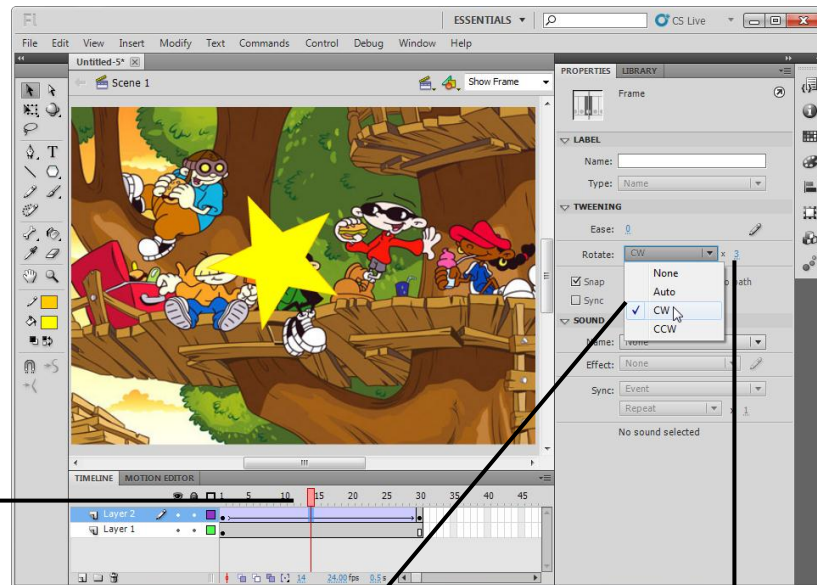 Fl
ESSENTIALS
CS Live
File Edit View Insert Modify Text Commands Control Debug Window Help
Untitled-5*
Scene 1
Show Frame
PROPERTIES LIBRARY
Frame
LABEL
Name:
Type: Name
TWEENING
Ease: 0
Rotate: CW x 3
None
Auto
CW
CCW
Snap
Sync
SOUND
Name: None
Effect: None
Sync: Event
Repeat x 1
No sound selected
TIMELINE MOTION EDITOR
1 5 10 15 20 25 30 35 40 45
Layer 2
Layer 1
14 24.00 fps 0.5 s